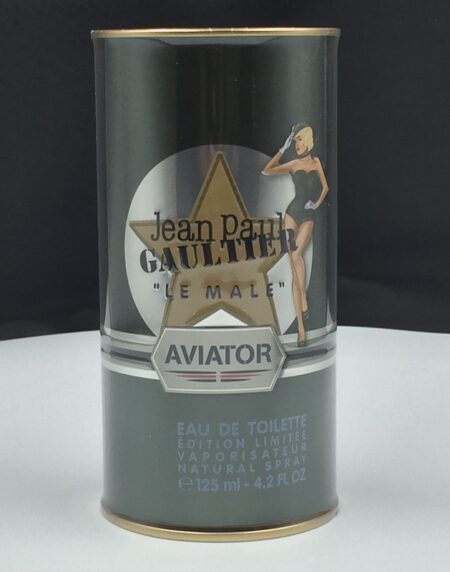 Jean Paul
GAULTIER
"LE MALE"
AVIATOR
EAU DE TOILETTE
ÉDITION LIMITÉE
VAPORISATEUR
NATURAL SPRAY
℮125 ml - 4.2 FL OZ